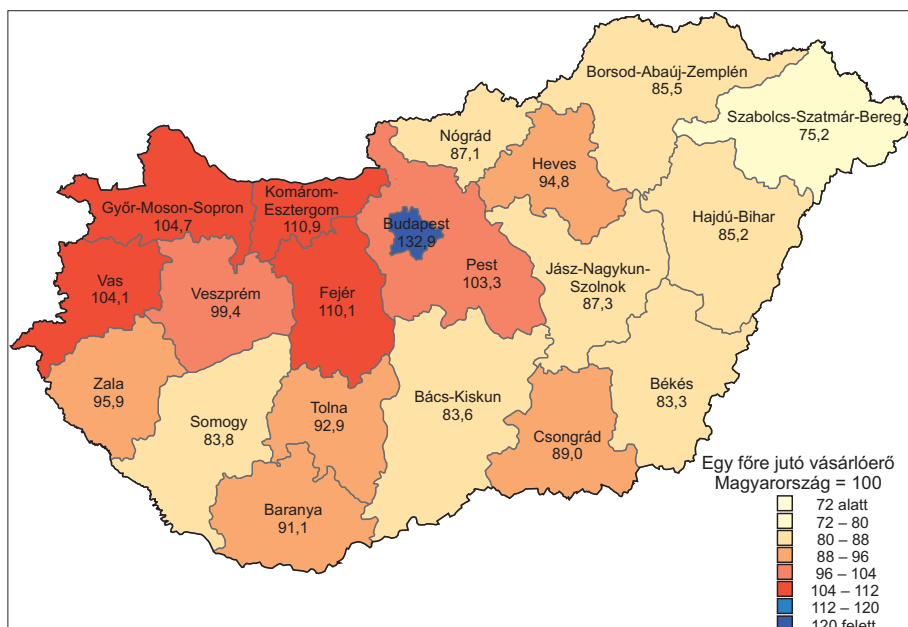 Borsod-Abaúj-Zemplén
85,5
Szabolcs-Szatmár-Bereg
75,2
Nógrád
87,1
Heves
94,8
Komárom-
Esztergom
110,9
Győr-Moson-Sopron
104,7
Budapest
132,9
Hajdú-Bihar
85,2
Vas
104,1
Veszprém
99,4
Fejér
110,1
Pest
103,3
Jász-Nagykun-
Szolnok
87,3
Zala
95,9
Somogy
83,8
Tolna
92,9
Bács-Kiskun
83,6
Békés
83,3
Csongrád
89,0
Baranya
91,1
Egy főre jutó vásárlóerő
Magyarország = 100
72 alatt
72 – 80
80 – 88
88 – 96
96 – 104
104 – 112
112 – 120
120 felett